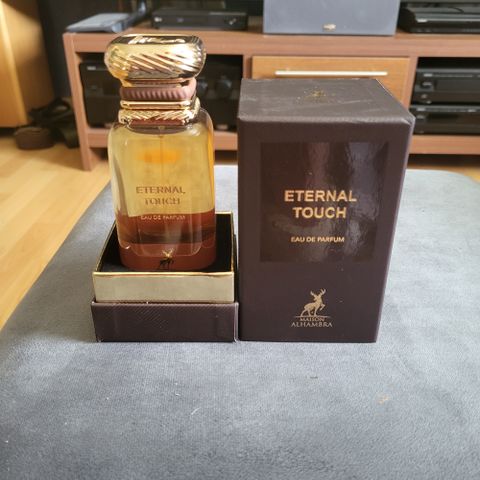 ETERNAL
TOUCH
EAU DE PARFUM
ETERNAL
TOUCH
EAU DE PARFUM
MAISON
ALHAMBRA